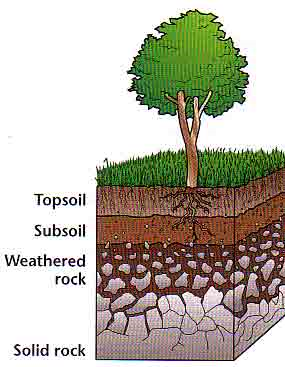 Topsoil
Subsoil
Weathered
rock
Solid rock